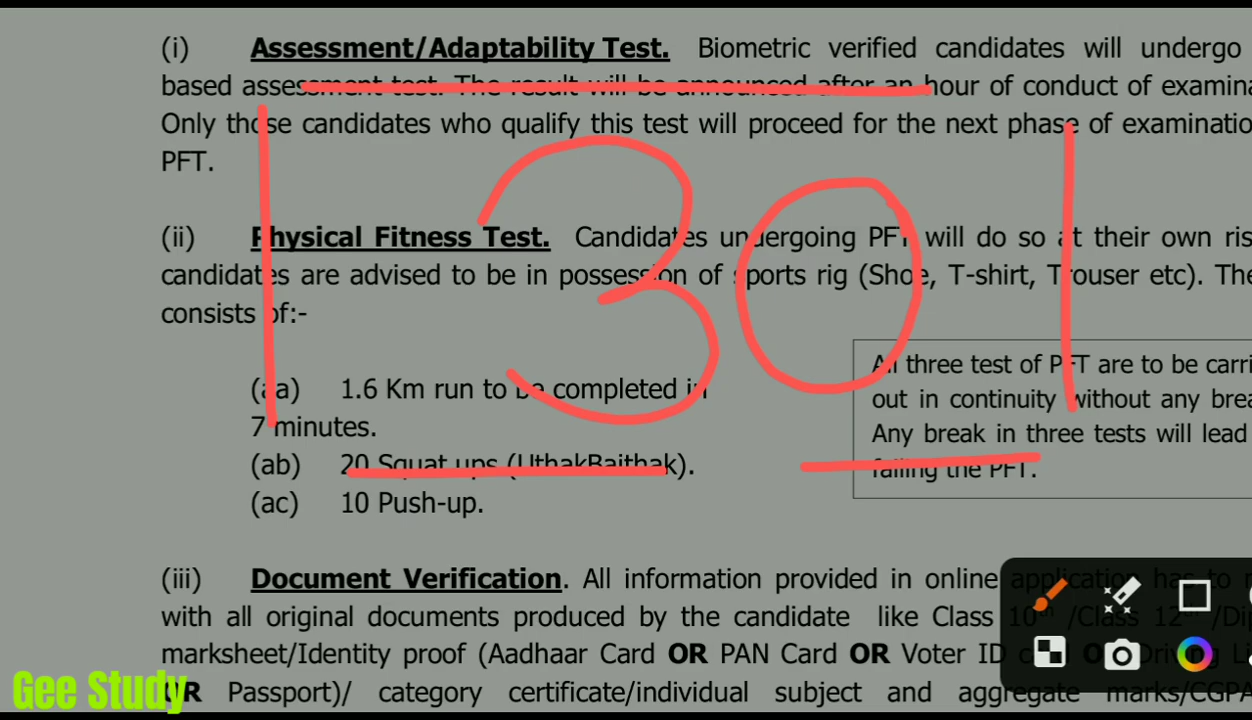 (i) Assessment/Adaptability Test. Biometric verified candidates will undergo
based assessment test. The result will be announced after an hour of conduct of
Only those candidates who qualify this test will proceed for the next phase of
PFT.
(ii) Physical Fitness Test. Candidates undergoing PFT will do so at their own
candidates are advised to be in possession of sports rig (Shoe, T-shirt, Trouser etc).
consists of:-
(aa) 1.6 Km run to be completed in
7 minutes.
(ab) 20 Squat ups (UthakBaithak).
(ac) 10 Push-up.
All three test of PFT are to be
out in continuity without any
Any break in three tests will lead
failing the PFT.
30
(iii) Document Verification. All information provided in online application has to
with all original documents produced by the candidate like Class 10th /Class 12th
marksheet/Identity proof (Aadhaar Card OR PAN Card OR Voter ID
OR Passport)/ category certificate/individual subject and aggregate marks/CGPA
Gee Study